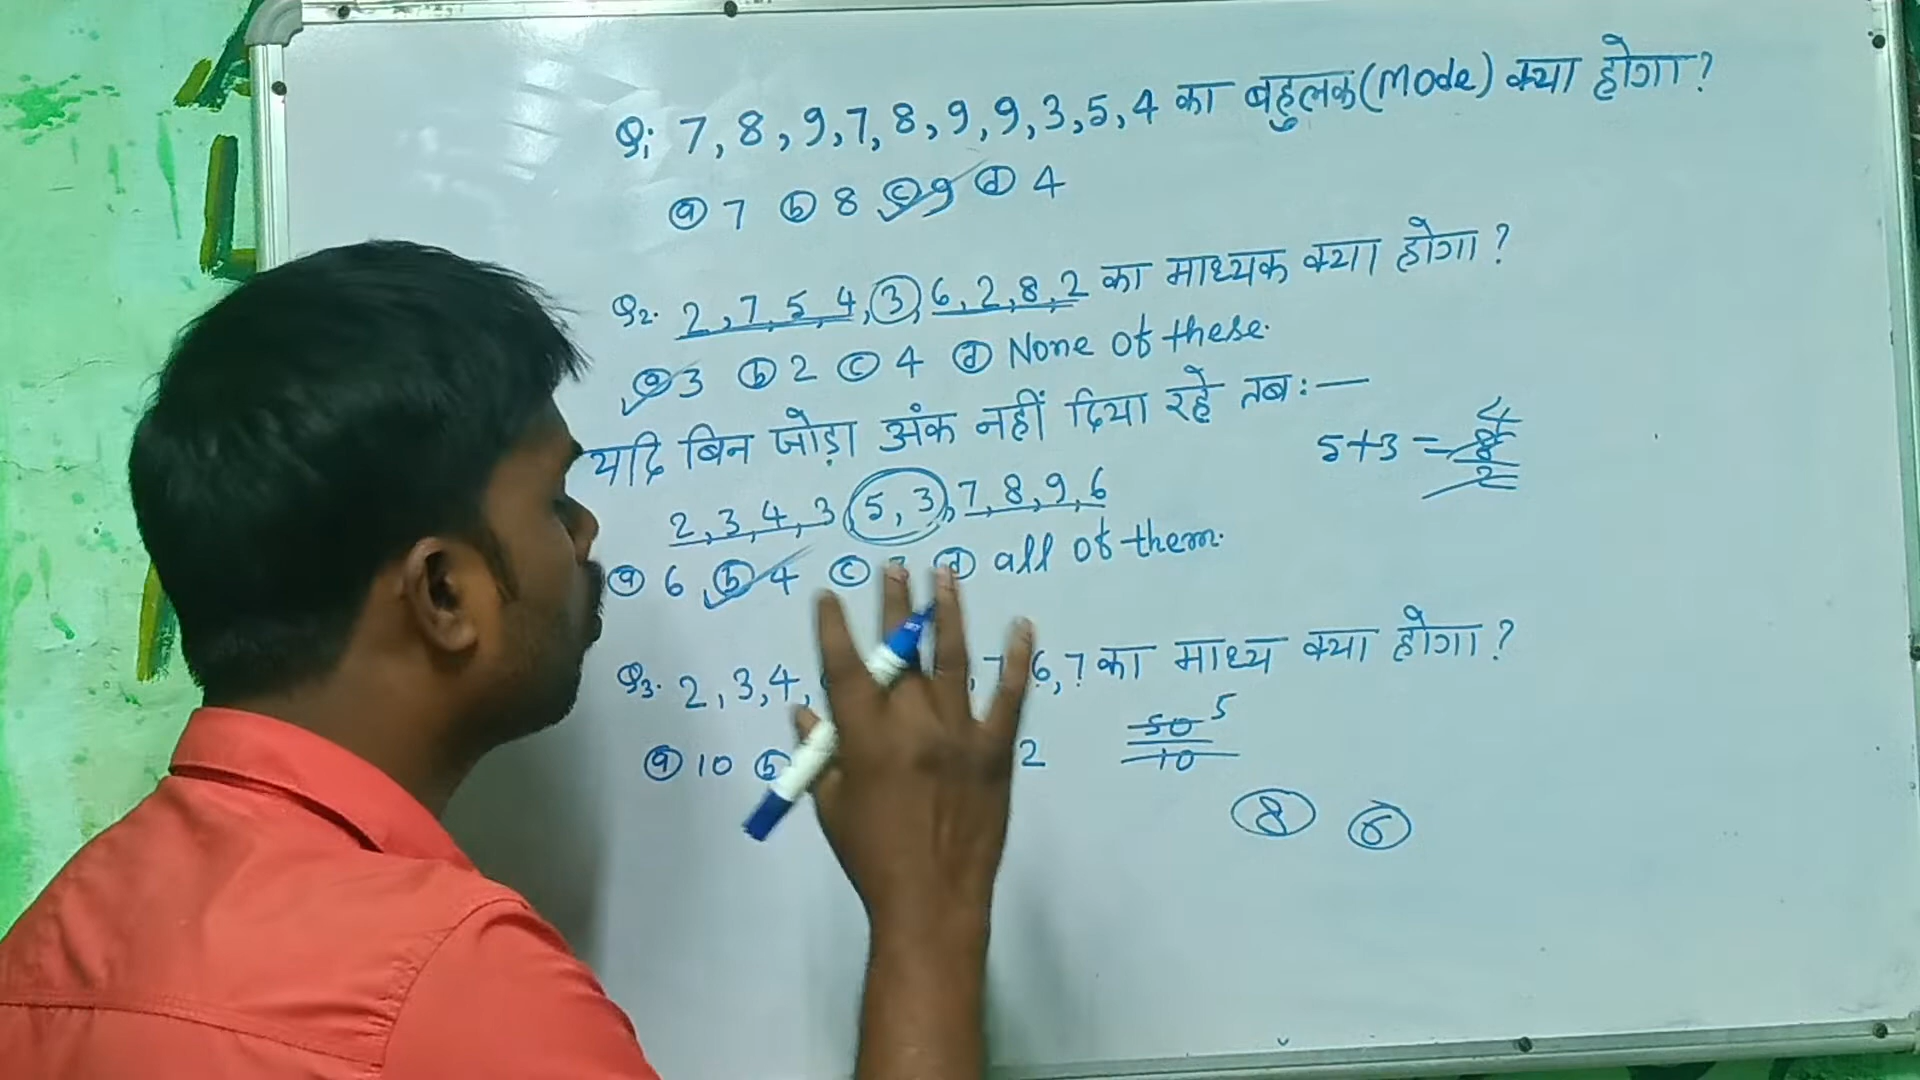 Q1 7, 8, 9, 7, 8, 9, 9, 3, 5, 4 का बहुलक (Mode) क्या होगा?
a 7 b 8 c 9 d 4
Q2. 2, 7, 5, 4, 3, 6, 2, 8, 2 का माध्यक क्या होगा?
a 3 b 2 c 4 d None of these.
यदि बिन जोड़ा अंक नहीं दिया रहे तब:—
5+3 = 8 4
2
2, 3, 4, 3, 5, 3, 7, 8, 9, 6
a 6 b 4 c d all of them.
Q3. 2, 3, 4, , 7 6, 7 का माध्य क्या होगा?
a 10 b 2
50 5
10
8 6